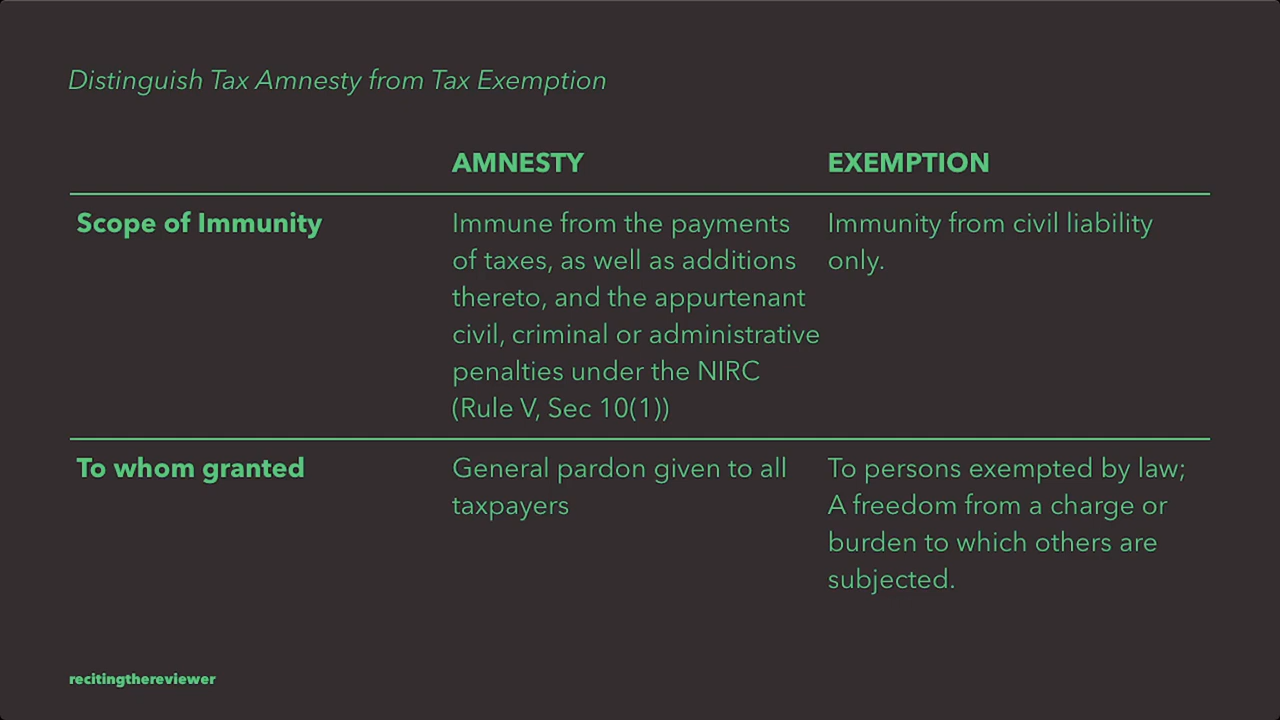 Distinguish Tax Amnesty from Tax Exemption
AMNESTY
EXEMPTION
Scope of Immunity
Immune from the payments
of taxes, as well as additions
thereto, and the appurtenant
civil, criminal or administrative
penalties under the NIRC
(Rule V, Sec 10(1))
Immunity from civil liability
only.
To whom granted
General pardon given to all
taxpayers
To persons exempted by law;
A freedom from a charge or
burden to which others are
subjected.
recitingthereviewer